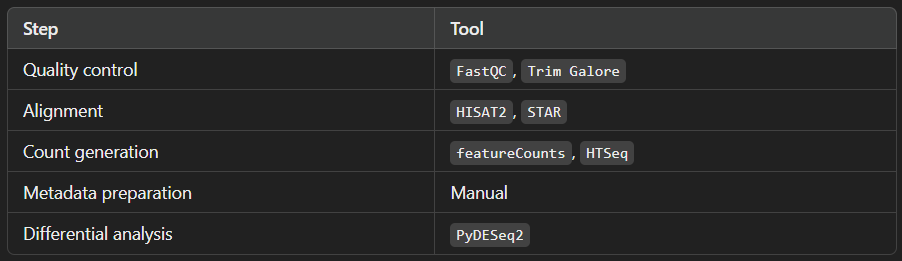 Step Tool
Quality control FastQC, Trim Galore
Alignment HISAT2, STAR
Count generation featureCounts, HTSeq
Metadata preparation Manual
Differential analysis PyDESeq2